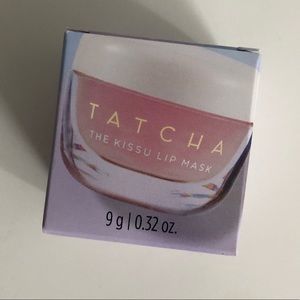 TATCHA
THE KISSU LIP MASK
9 g | 0.32 oz.